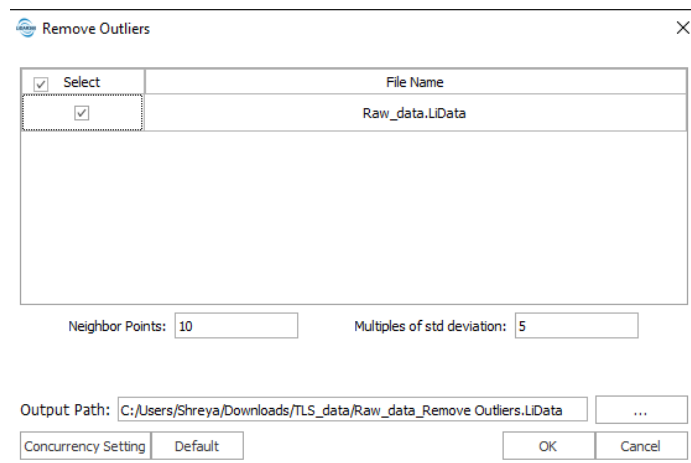 Remove Outliers
Select File Name
Raw_data.LiData
Neighbor Points: 10 Multiples of std deviation: 5
Output Path: C:/Users/Shreya/Downloads/TLS_data/Raw_data_Remove Outliers.LiData ...
Concurrency Setting Default OK Cancel